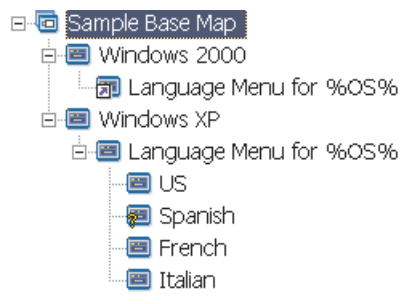 Sample Base Map
Windows 2000
Language Menu for %OS%
Windows XP
Language Menu for %OS%
US
Spanish
French
Italian